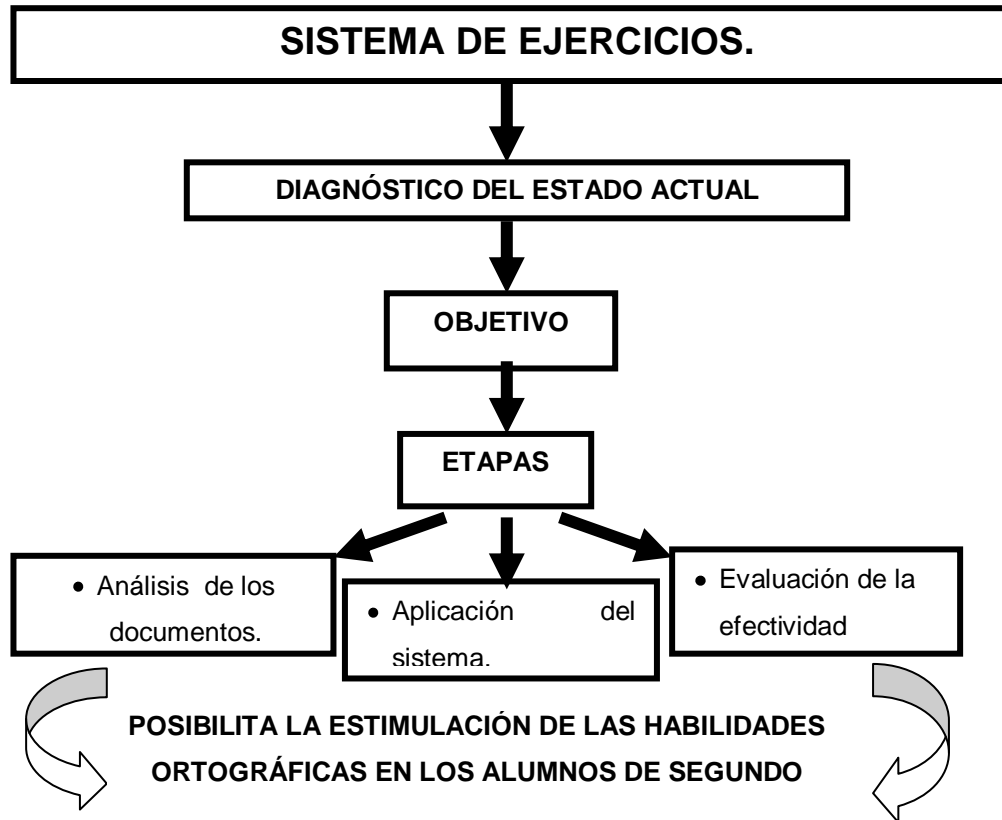 SISTEMA DE EJERCICIOS.
DIAGNÓSTICO DEL ESTADO ACTUAL
OBJETIVO
ETAPAS
• Análisis de los
documentos.
• Aplicación del
sistema.
• Evaluación de la
efectividad
POSIBILITA LA ESTIMULACIÓN DE LAS HABILIDADES
ORTOGRÁFICAS EN LOS ALUMNOS DE SEGUNDO